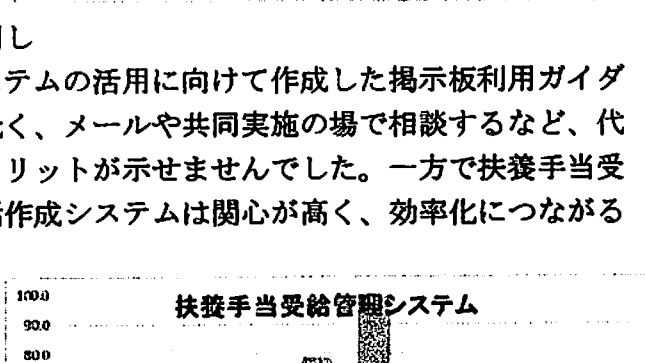 し
ステムの活用に向けて作成した掲示板利用ガイダ
く、メールや共同実施の場で相談するなど、代
リットが示せませんでした。一方で扶養手当受
作成システムは関心が高く、効率化につながる
扶養手当受給管理システム
100.0
90.0
80.0